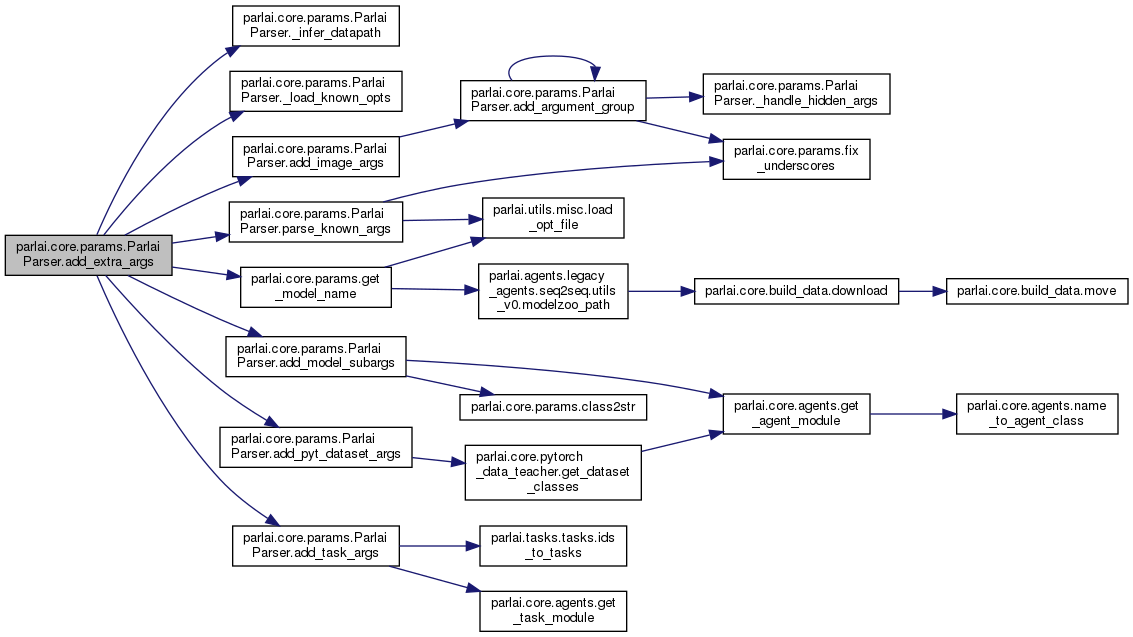 parlai.core.params.Parlai
Parser._infer_datapath
parlai.core.params.Parlai
Parser._load_known_opts
parlai.core.params.Parlai
Parser.add_argument_group
parlai.core.params.Parlai
Parser._handle_hidden_args
parlai.core.params.Parlai
Parser.add_image_args
parlai.core.params.fix
_underscores
parlai.core.params.Parlai
Parser.parse_known_args
parlai.utils.misc.load
_opt_file
parlai.core.params.Parlai
Parser.add_extra_args
parlai.core.params.get
_model_name
parlai.agents.legacy
_agents.seq2seq.utils
_v0.modelzoo_path
parlai.core.build_data.download
parlai.core.build_data.move
parlai.core.params.Parlai
Parser.add_model_subargs
parlai.core.params.class2str
parlai.core.agents.get
_agent_module
parlai.core.agents.name
_to_agent_class
parlai.core.params.Parlai
Parser.add_pyt_dataset_args
parlai.core.pytorch
_data_teacher.get_dataset
_classes
parlai.core.params.Parlai
Parser.add_task_args
parlai.tasks.tasks.ids
_to_tasks
parlai.core.agents.get
_task_module